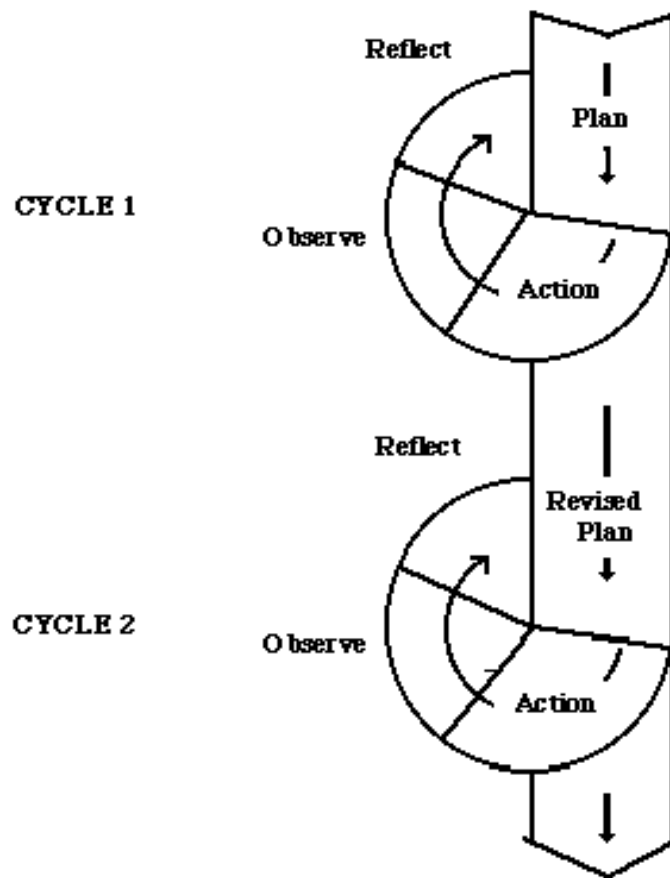 Reflect
Plan
CYCLE 1
Observe
Action
Reflect
Revised
Plan
CYCLE 2
Observe
Action